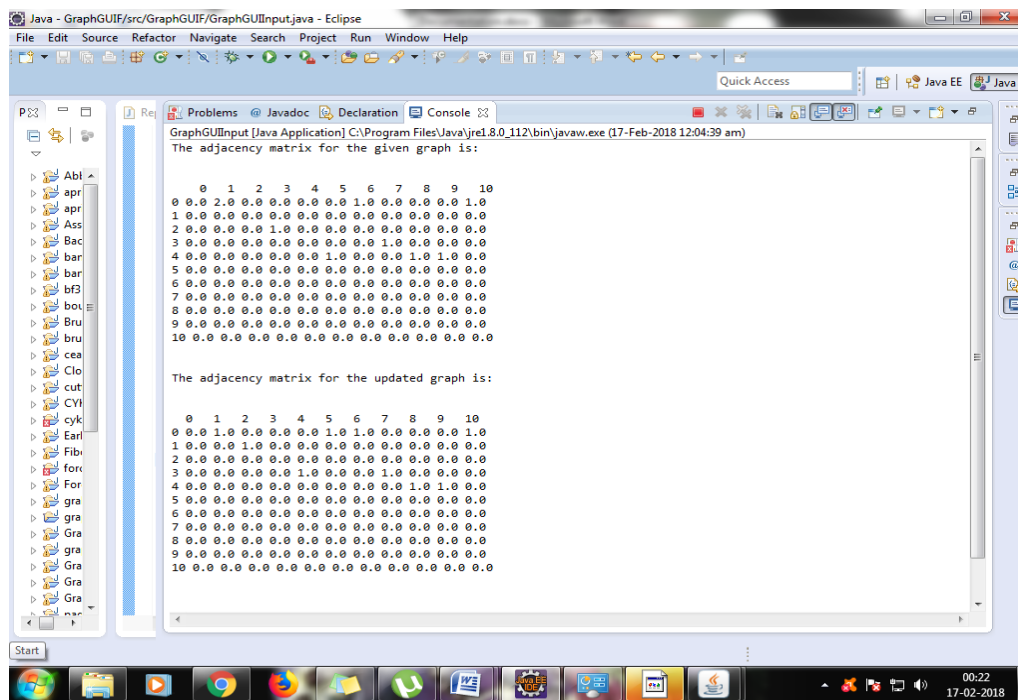 Java - GraphGUIF/src/GraphGUIF/GraphGUIInput.java - Eclipse
File Edit Source Refactor Navigate Search Project Run Window Help
Quick Access Java EE Java
P Re Problems @ Javadoc Declaration Console
GraphGUIInput [Java Application] C:\Program Files\Java\jre1.8.0_112\bin\javaw.exe (17-Feb-2018 12:04:39 am)
The adjacency matrix for the given graph is:
0 1 2 3 4 5 6 7 8 9 10
0 0.0 2.0 0.0 0.0 0.0 0.0 1.0 0.0 0.0 0.0 1.0
1 0.0 0.0 0.0 0.0 0.0 0.0 0.0 0.0 0.0 0.0 0.0
2 0.0 0.0 0.0 1.0 0.0 0.0 0.0 0.0 0.0 0.0 0.0
3 0.0 0.0 0.0 0.0 0.0 0.0 0.0 1.0 0.0 0.0 0.0
4 0.0 0.0 0.0 0.0 0.0 1.0 0.0 0.0 1.0 1.0 0.0
5 0.0 0.0 0.0 0.0 0.0 0.0 0.0 0.0 0.0 0.0 0.0
6 0.0 0.0 0.0 0.0 0.0 0.0 0.0 0.0 0.0 0.0 0.0
7 0.0 0.0 0.0 0.0 0.0 0.0 0.0 0.0 0.0 0.0 0.0
8 0.0 0.0 0.0 0.0 0.0 0.0 0.0 0.0 0.0 0.0 0.0
9 0.0 0.0 0.0 0.0 0.0 0.0 0.0 0.0 0.0 0.0 0.0
10 0.0 0.0 0.0 0.0 0.0 0.0 0.0 0.0 0.0 0.0 0.0
The adjacency matrix for the updated graph is:
0 1 2 3 4 5 6 7 8 9 10
0 0.0 1.0 0.0 0.0 0.0 1.0 1.0 0.0 0.0 0.0 1.0
1 0.0 0.0 1.0 0.0 0.0 0.0 0.0 0.0 0.0 0.0 0.0
2 0.0 0.0 0.0 0.0 0.0 0.0 0.0 0.0 0.0 0.0 0.0
3 0.0 0.0 0.0 0.0 1.0 0.0 0.0 1.0 0.0 0.0 0.0
4 0.0 0.0 0.0 0.0 0.0 0.0 0.0 0.0 1.0 1.0 0.0
5 0.0 0.0 0.0 0.0 0.0 0.0 0.0 0.0 0.0 0.0 0.0
6 0.0 0.0 0.0 0.0 0.0 0.0 0.0 0.0 0.0 0.0 0.0
7 0.0 0.0 0.0 0.0 0.0 0.0 0.0 0.0 0.0 0.0 0.0
8 0.0 0.0 0.0 0.0 0.0 0.0 0.0 0.0 0.0 0.0 0.0
9 0.0 0.0 0.0 0.0 0.0 0.0 0.0 0.0 0.0 0.0 0.0
10 0.0 0.0 0.0 0.0 0.0 0.0 0.0 0.0 0.0 0.0 0.0
apr
apr
Ass
Bac
bar
bar
bf3
bou
Bru
bru
cea
Clo
cut
CYK
cyk
Earl
Fib
forc
For
gra
gra
Gra
gra
Gra
Gra
Gra
Start
Java EE
IDE
00:22
17-02-2018